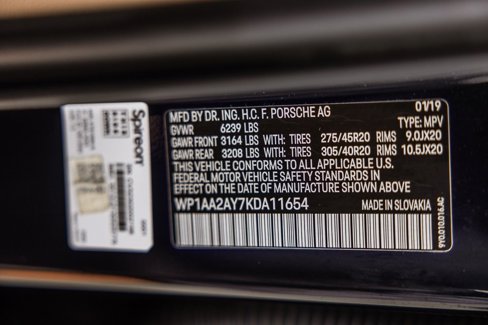 01/19
MFD BY DR. ING. H.C. F. PORSCHE AG
GVWR 6239 LBS TYPE: MPV
GAWR FRONT 3164 LBS WITH: TIRES 275/45R20 RIMS 9.0JX20
GAWR REAR 3208 LBS WITH: TIRES 305/40R20 RIMS 10.5JX20
THIS VEHICLE CONFORMS TO ALL APPLICABLE U.S.
FEDERAL MOTOR VEHICLE SAFETY STANDARDS IN
EFFECT ON THE DATE OF MANUFACTURE SHOWN ABOVE
WP1AA2AY7KDA11654 MADE IN SLOVAKIA
9Y0.010.016.AC
Spireon